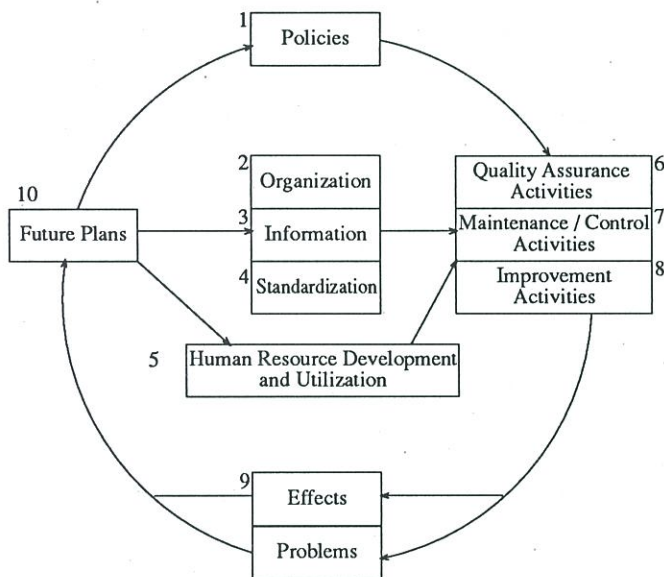 1
Policies
2
Organization
3
Information
4
Standardization
5
Human Resource Development
and Utilization
6
Quality Assurance
Activities
7
Maintenance / Control
Activities
8
Improvement
Activities
9
Effects
Problems
10
Future Plans